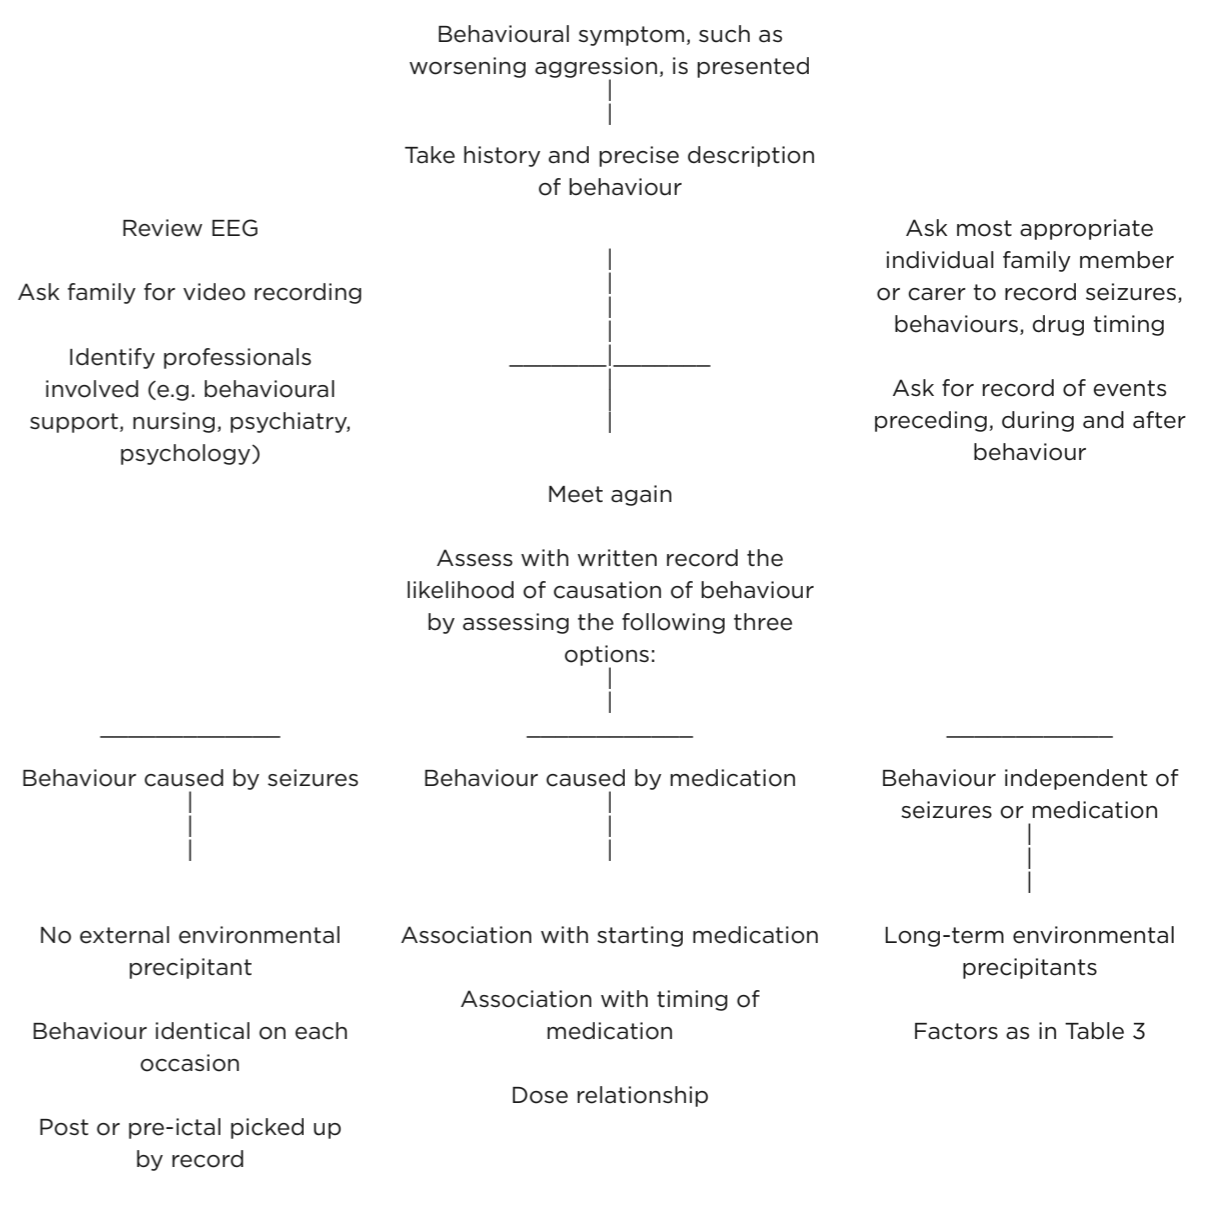 Behavioural symptom, such as
worsening aggression, is presented
Take history and precise description
of behaviour
Review EEG
Ask family for video recording
Identify professionals
involved (e.g. behavioural
support, nursing, psychiatry,
psychology)
Ask most appropriate
individual family member
or carer to record seizures,
behaviours, drug timing
Ask for record of events
preceding, during and after
behaviour
Meet again
Assess with written record the
likelihood of causation of behaviour
by assessing the following three
options:
Behaviour caused by seizures
No external environmental
precipitant
Behaviour identical on each
occasion
Post or pre-ictal picked up
by record
Behaviour caused by medication
Association with starting medication
Association with timing of
medication
Dose relationship
Behaviour independent of
seizures or medication
Long-term environmental
precipitants
Factors as in Table 3